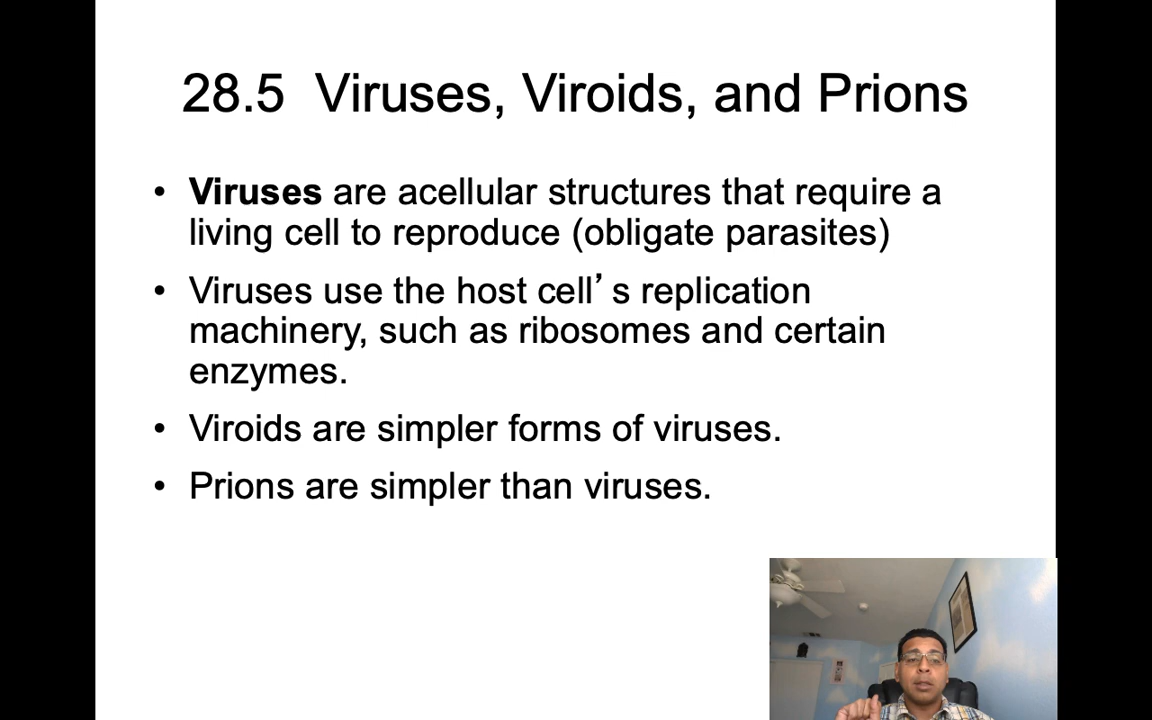 28.5 Viruses, Viroids, and Prions
• Viruses are acellular structures that require a
living cell to reproduce (obligate parasites)
• Viruses use the host cell’s replication
machinery, such as ribosomes and certain
enzymes.
• Viroids are simpler forms of viruses.
• Prions are simpler than viruses.